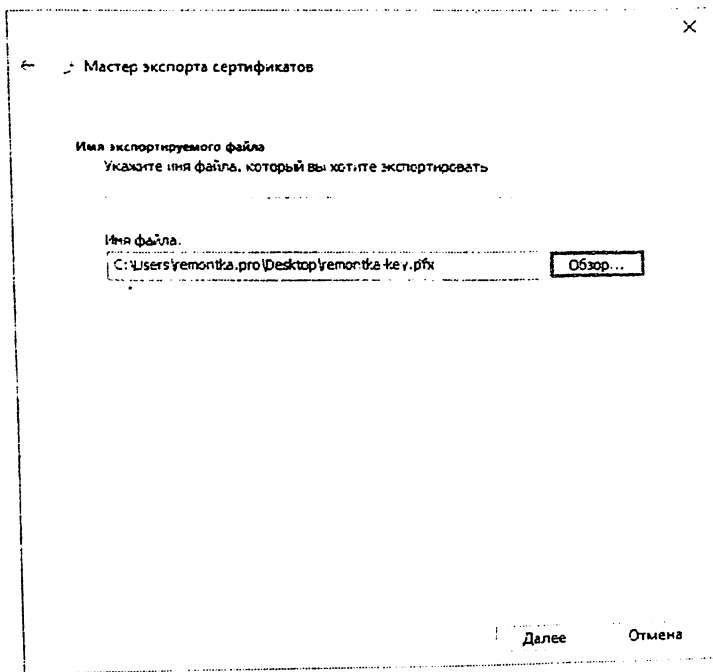 Мастер экспорта сертификатов
Имя экспортируемого файла
Укажите имя файла, который вы хотите экспортировать
Имя файла:
C:\Users\remontka.pro\Desktop\remontka-key.pfx
Обзор...
Далее
Отмена